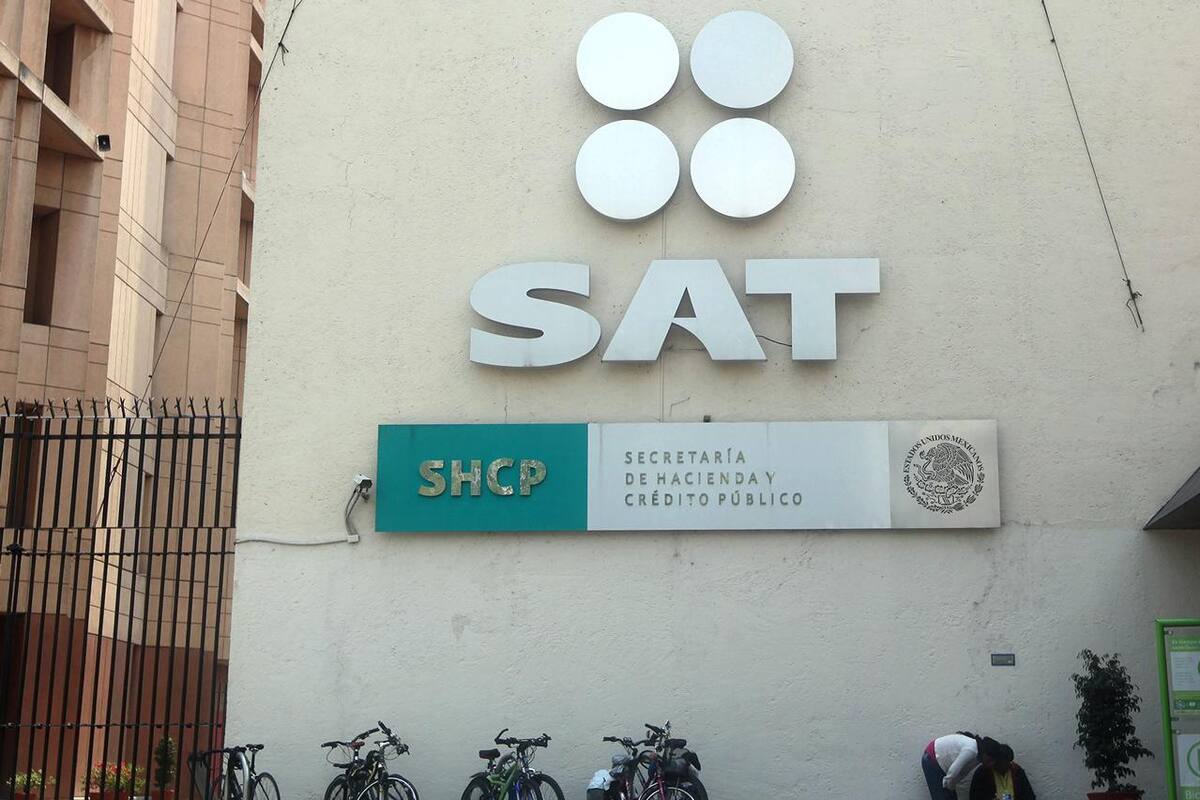 SAT
SHCP
SECRETARÍA
DE HACIENDA Y
CRÉDITO PÚBLICO
ESTADOS UNIDOS MEXICANOS